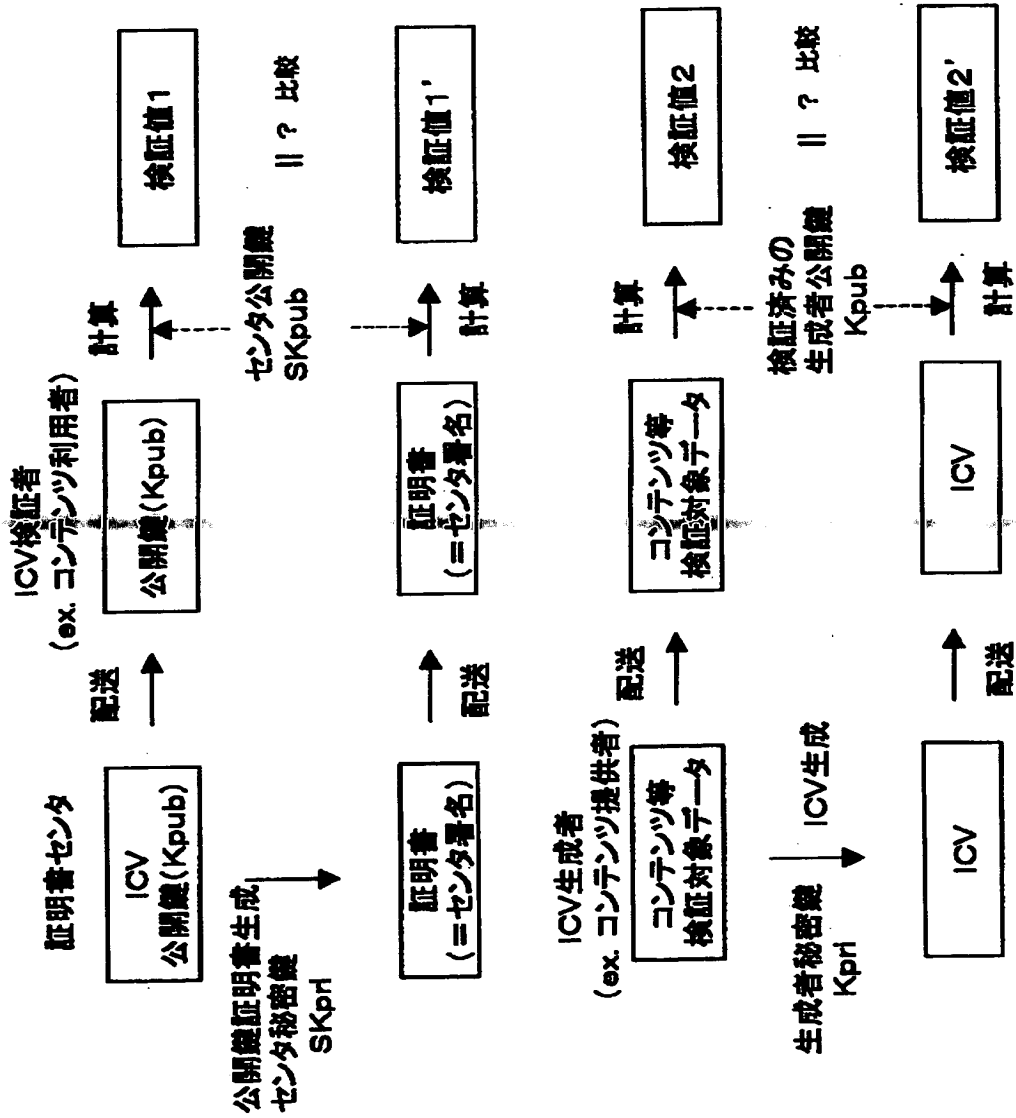 証明書センタ
ICV
公開鍵(Kpub)
配送
ICV検証者
(ex. コンテンツ利用者)
公開鍵(Kpub)
計算
検証値1
公開鍵証明書生成
センタ秘密鍵
SKpri
センタ公開鍵
SKpub
||
?
比較
証明書
(=センタ署名)
配送
証明書
(=センタ署名)
計算
検証値1'
ICV生成者
(ex. コンテンツ提供者)
コンテンツ等
検証対象データ
配送
コンテンツ等
検証対象データ
計算
検証値2
生成者秘密鍵
Kpri
ICV生成
検証済みの
生成者公開鍵
Kpub
||
?
比較
ICV
配送
ICV
計算
検証値2'